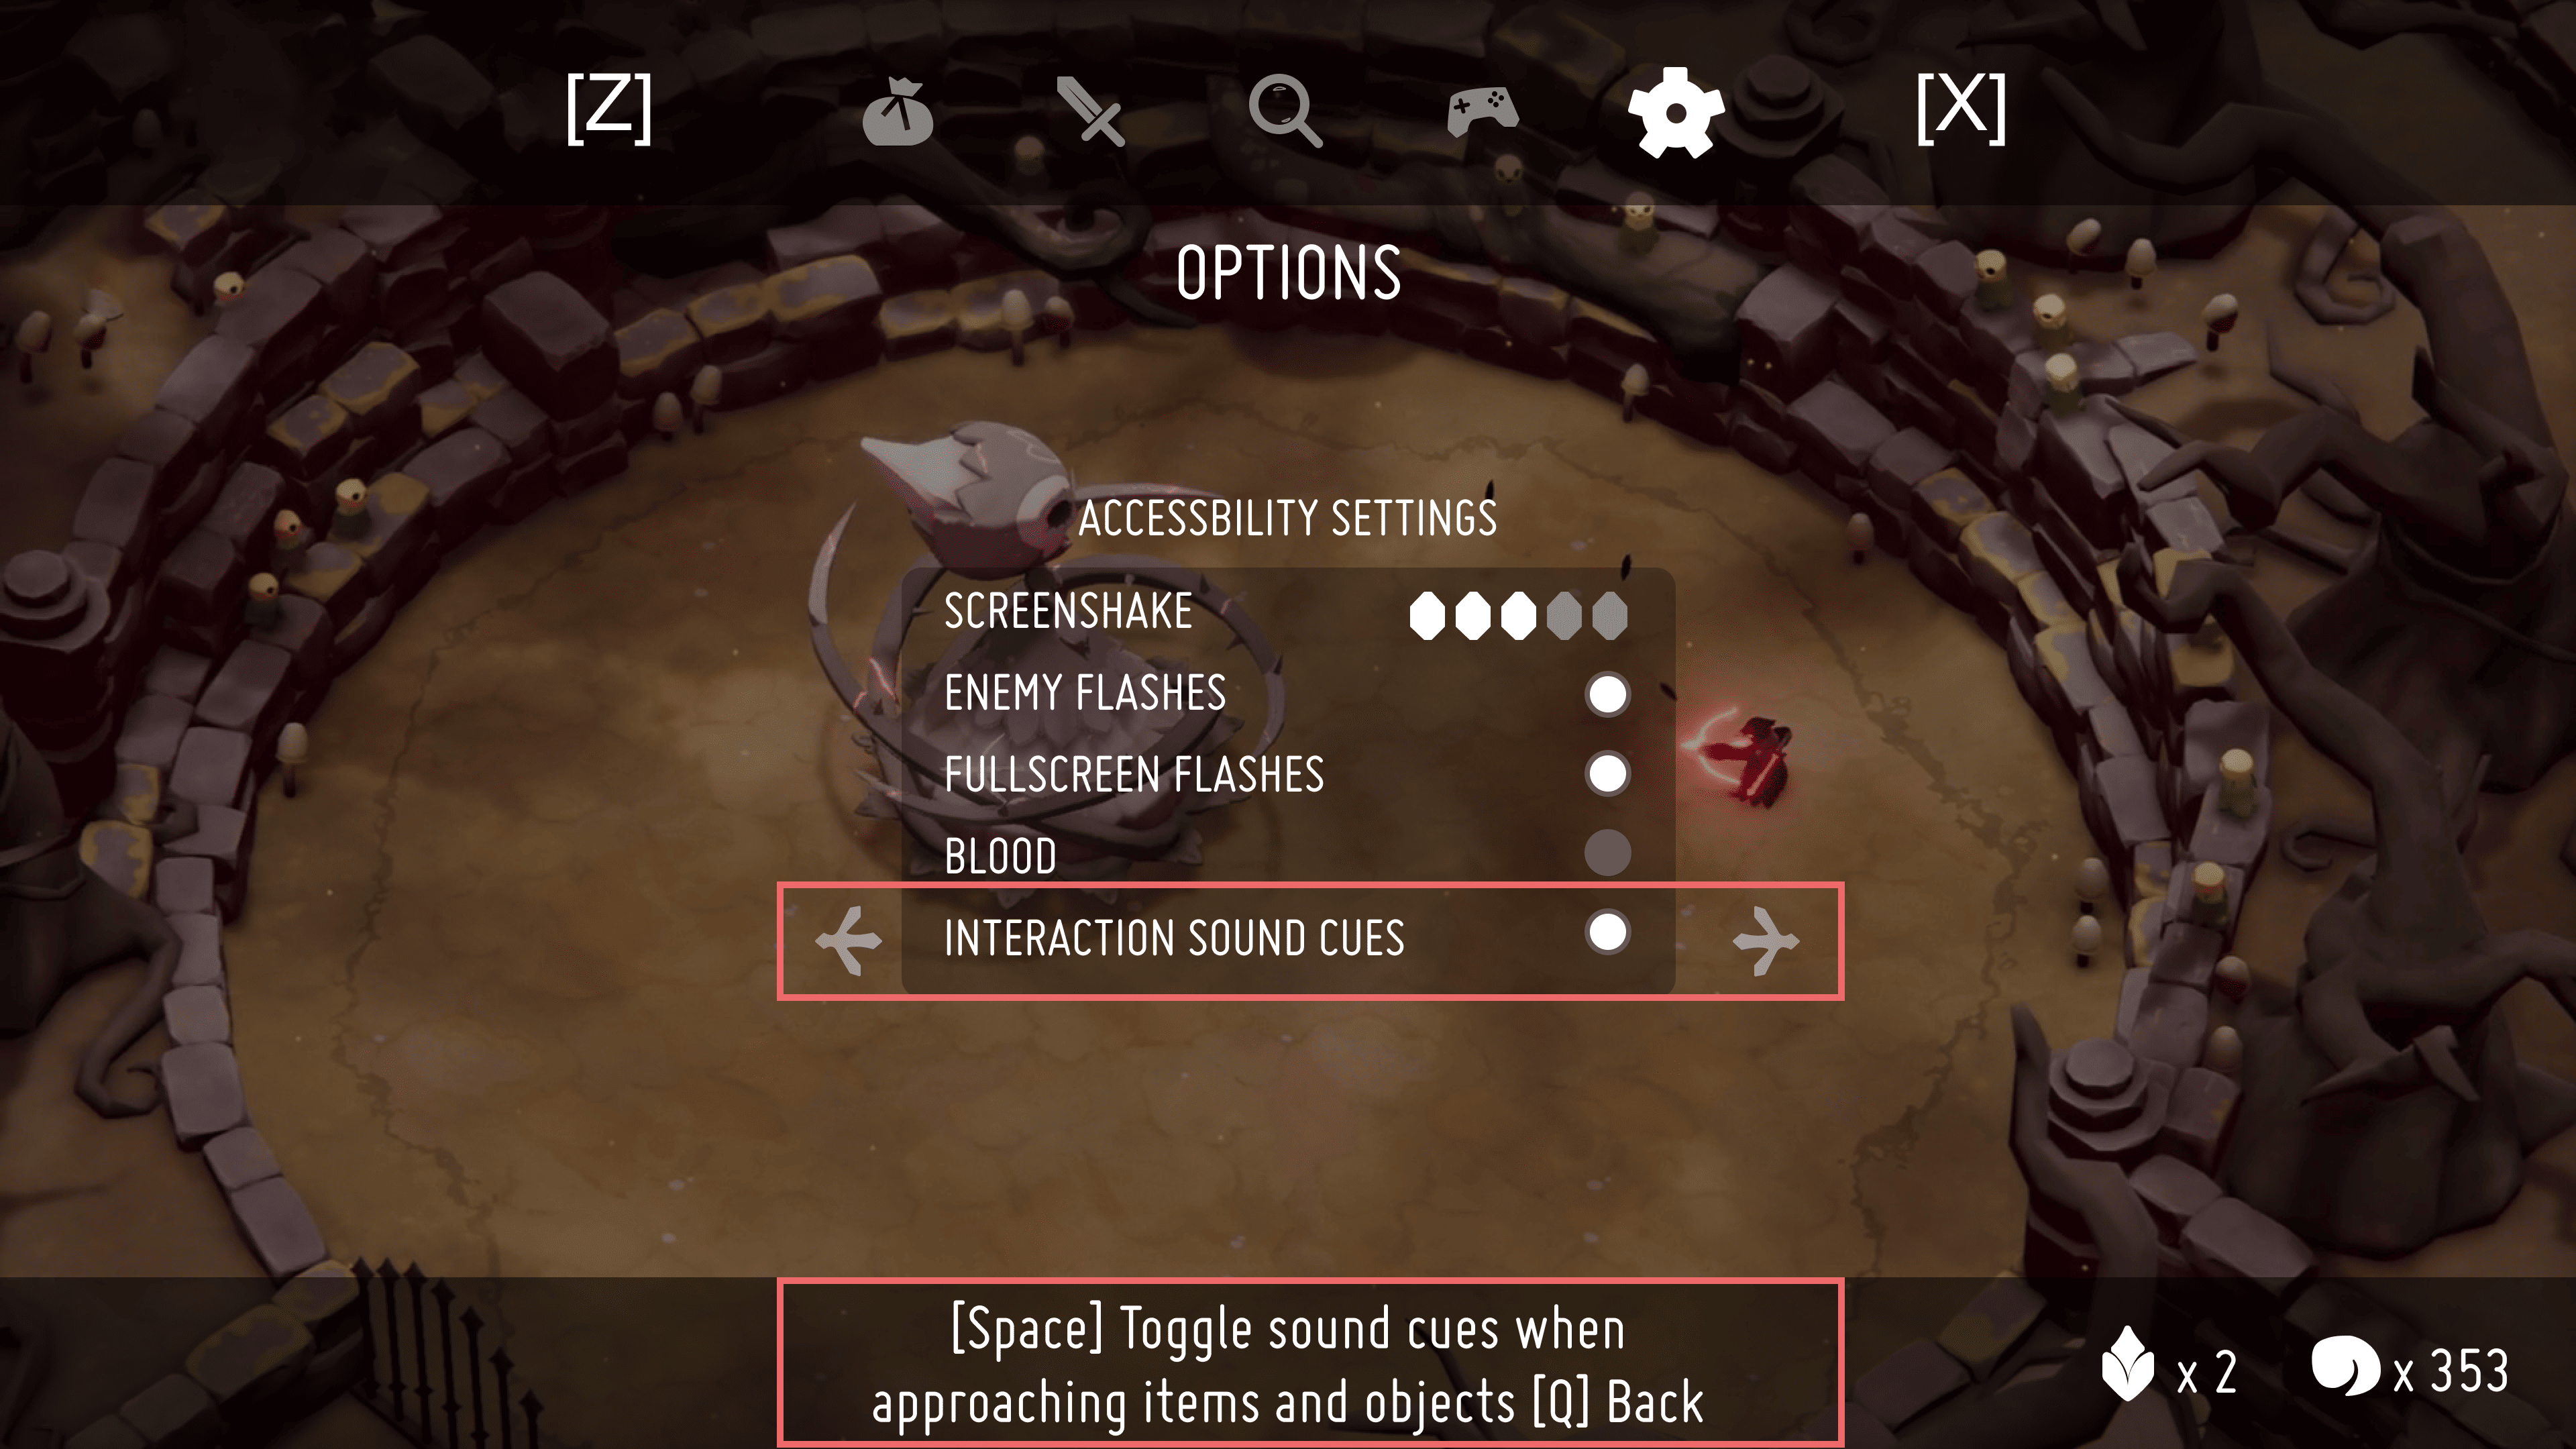 [Z] [X]
OPTIONS
ACCESSBILITY SETTINGS
SCREENSHAKE
ENEMY FLASHES
FULLSCREEN FLASHES
BLOOD
INTERACTION SOUND CUES
[Space] Toggle sound cues when
approaching items and objects [Q] Back
x 2 x 353